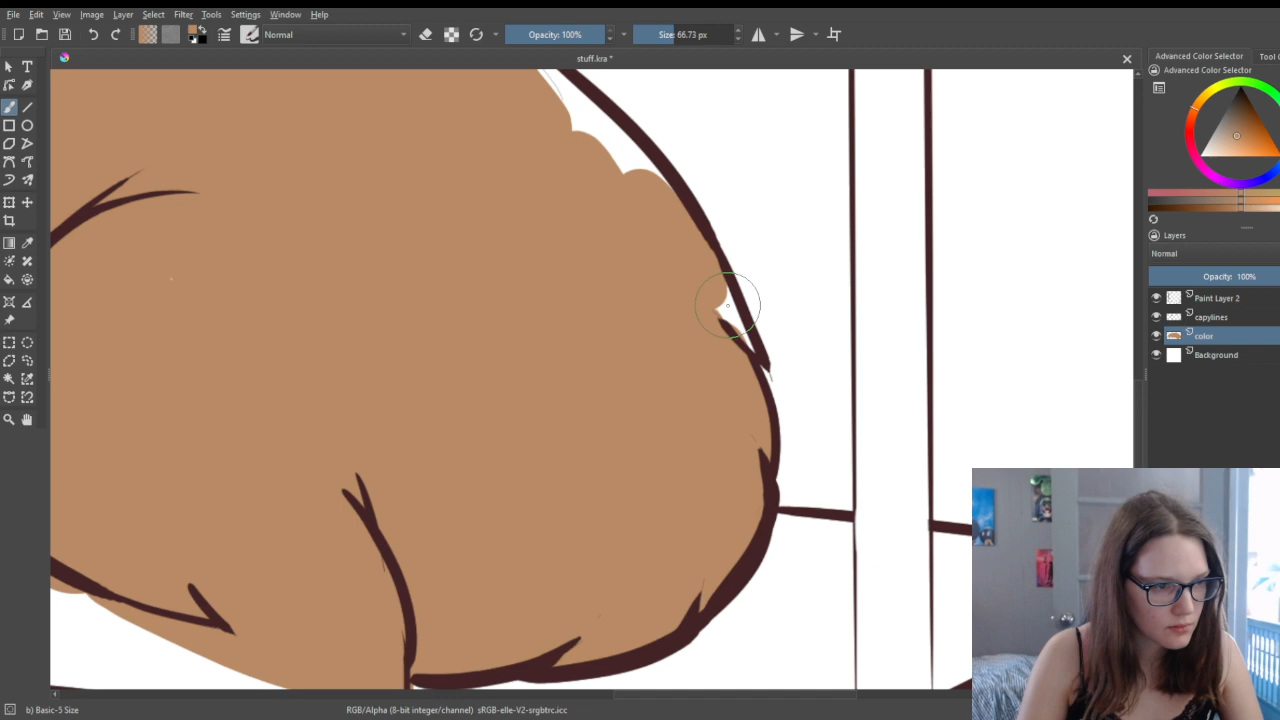 File Edit View Image Layer Select Filter Tools Settings Window Help
Normal Opacity: 100% Size: 66.73 px
stuff.kra *
Advanced Color Selector Tool
Advanced Color Selector
Layers
Normal
Opacity: 100%
Paint Layer 2
capylines
color
Background
b) Basic-5 Size RGB/Alpha (8-bit integer/channel) sRGB-elle-V2-srgbtrc.icc